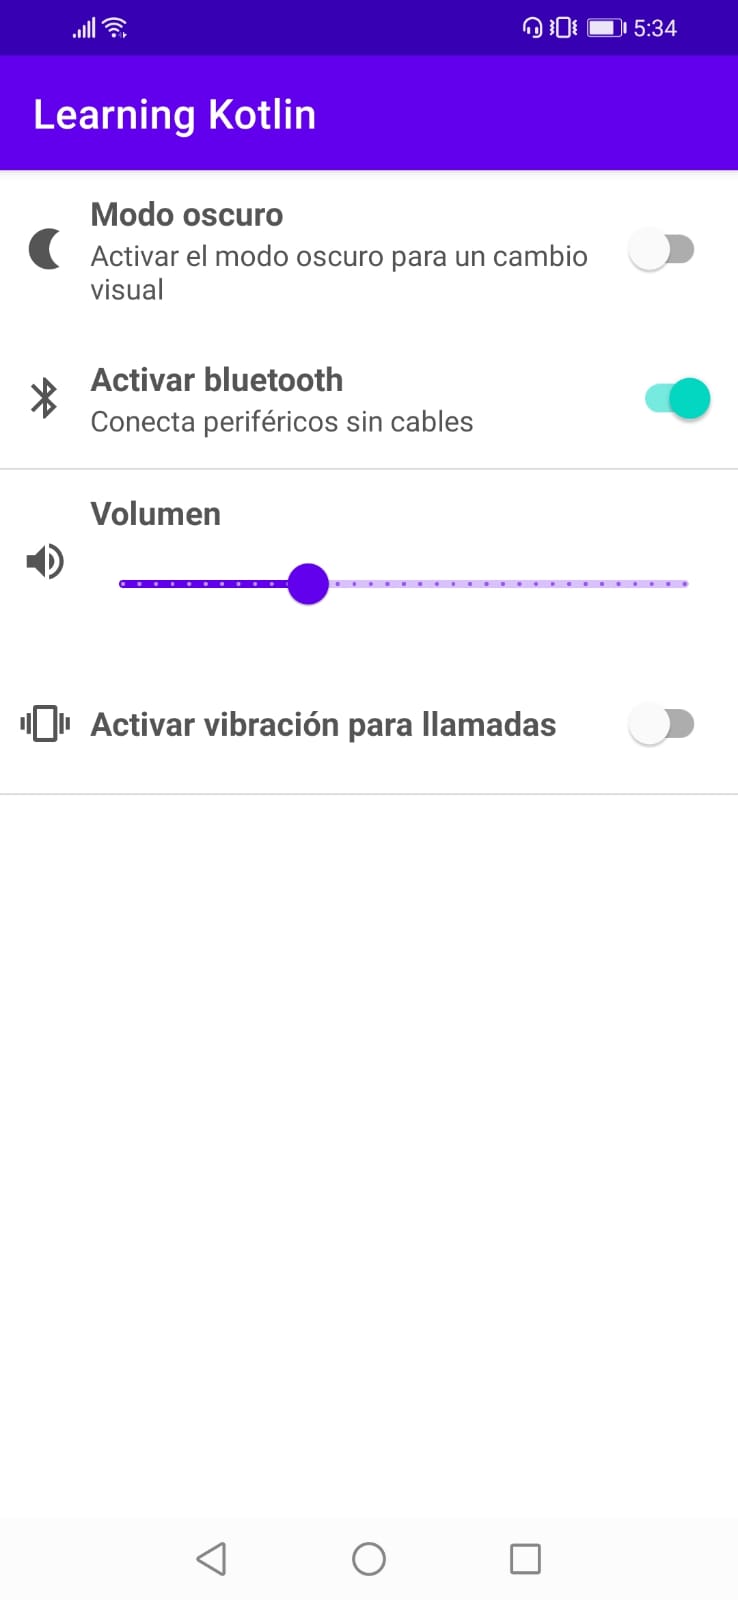 5:34
Learning Kotlin
Modo oscuro
Activar el modo oscuro para un cambio
visual
Activar bluetooth
Conecta periféricos sin cables
Volumen
Activar vibración para llamadas